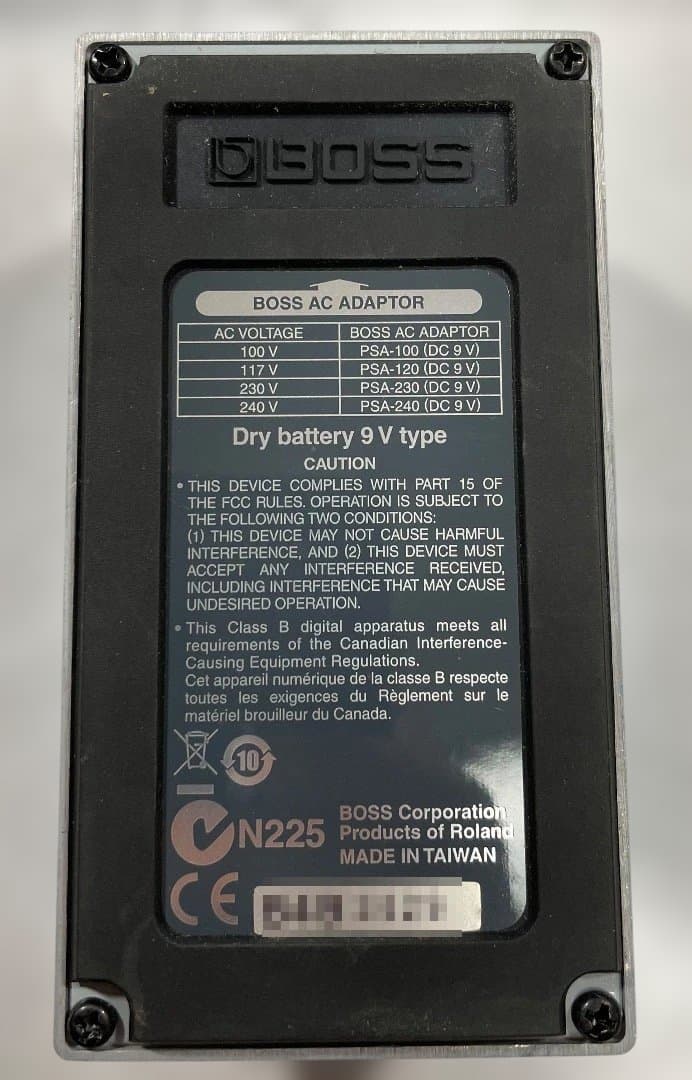 BOSS
BOSS AC ADAPTOR
AC VOLTAGE BOSS AC ADAPTOR
100 V PSA-100 (DC 9 V)
117 V PSA-120 (DC 9 V)
230 V PSA-230 (DC 9 V)
240 V PSA-240 (DC 9 V)
Dry battery 9 V type
CAUTION
• THIS DEVICE COMPLIES WITH PART 15 OF
THE FCC RULES. OPERATION IS SUBJECT TO
THE FOLLOWING TWO CONDITIONS:
(1) THIS DEVICE MAY NOT CAUSE HARMFUL
INTERFERENCE, AND (2) THIS DEVICE MUST
ACCEPT ANY INTERFERENCE RECEIVED,
INCLUDING INTERFERENCE THAT MAY CAUSE
UNDESIRED OPERATION.
• This Class B digital apparatus meets all
requirements of the Canadian Interference-
Causing Equipment Regulations.
Cet appareil numérique de la classe B respecte
toutes les exigences du Règlement sur le
matériel brouilleur du Canada.
10
N225
BOSS Corporation
Products of Roland
MADE IN TAIWAN
CE